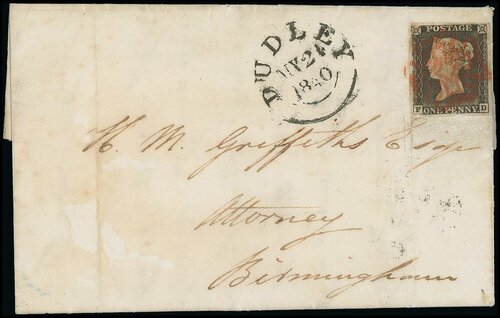 DUDLEY
MY 2
1840
POSTAGE
F ONE PENNY D
H. M. Griffiths Esqr
Attorney
Birmingham